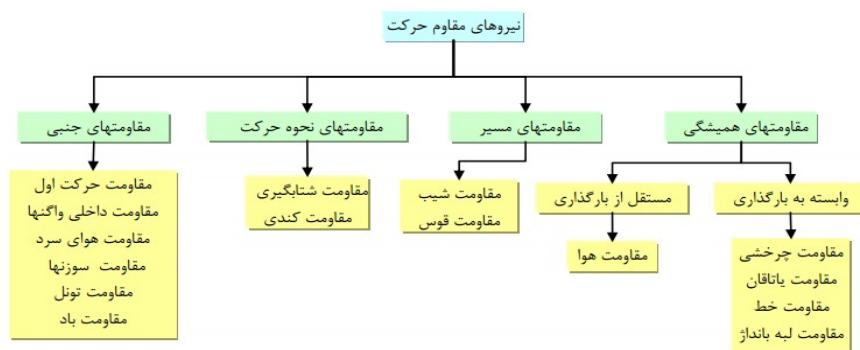 نیروهای مقاوم حرکت
مقاومتهای همیشگی
مقاومتهای مسیر
مقاومتهای نحوه حرکت
مقاومتهای جنبی
وابسته به بارگذاری
مستقل از بارگذاری
مقاومت چرخشی
مقاومت یاتاقان
مقاومت خط
مقاومت لبه بانداژ
مقاومت هوا
مقاومت شیب
مقاومت قوس
مقاومت شتابگیری
مقاومت کندی
مقاومت حرکت اول
مقاومت داخلی واگنها
مقاومت هوای سرد
مقاومت سوزنها
مقاومت تونل
مقاومت باد